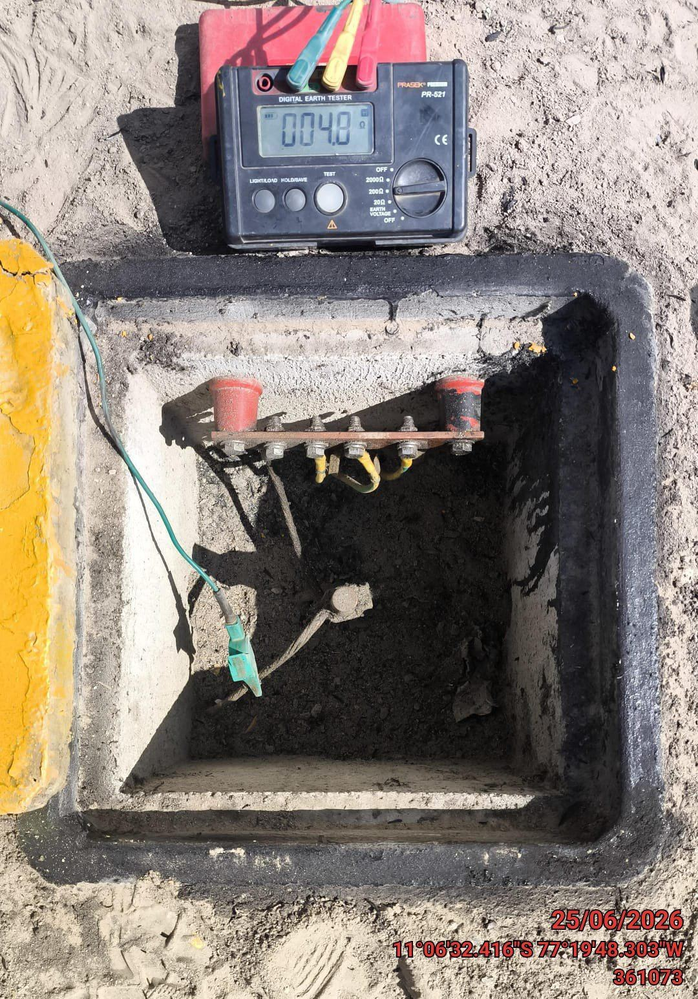 DIGITAL EARTH TESTER
PRASEK® PREMIER
PR-521
004.8
Ω
CE
LIGHT/LOAD HOLD/SAVE TEST
OFF
2000Ω
200Ω
20Ω
EARTH
VOLTAGE
OFF
25/06/2026
11°06'32.416"S 77°19'48.303"W
361073